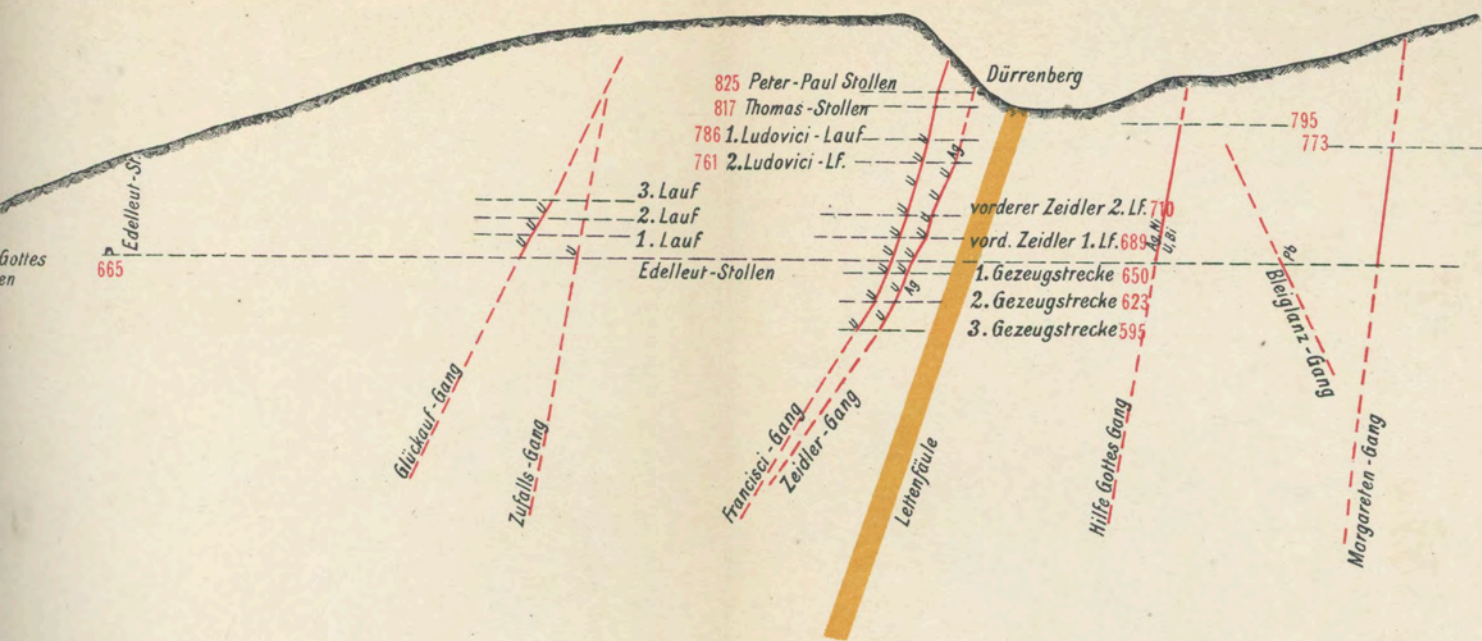 Dürrenberg
825 Peter-Paul Stollen
817 Thomas-Stollen
786 1. Ludovici-Lauf
761 2. Ludovici-Lf.
795
773
Edelleut-St.
3. Lauf
2. Lauf
1. Lauf
vorderer Zeidler 2. Lf. 710
vord. Zeidler 1. Lf. 689
Gottes
en
665
Edelleut-Stollen
1. Gezeugstrecke 650
2. Gezeugstrecke 623
3. Gezeugstrecke 595
U
U
U
U
U
U
U
U
U
U
U
U
U
U
Ag
U
U
U
U
U
U
U
Ag
U
Ag, Ni
U, Bi
Pb
Glückauf-Gang
Zufalls-Gang
Francisci-Gang
Zeidler-Gang
Lettenfäule
Hilfe Gottes Gang
Bleiglanz-Gang
Margareten-Gang